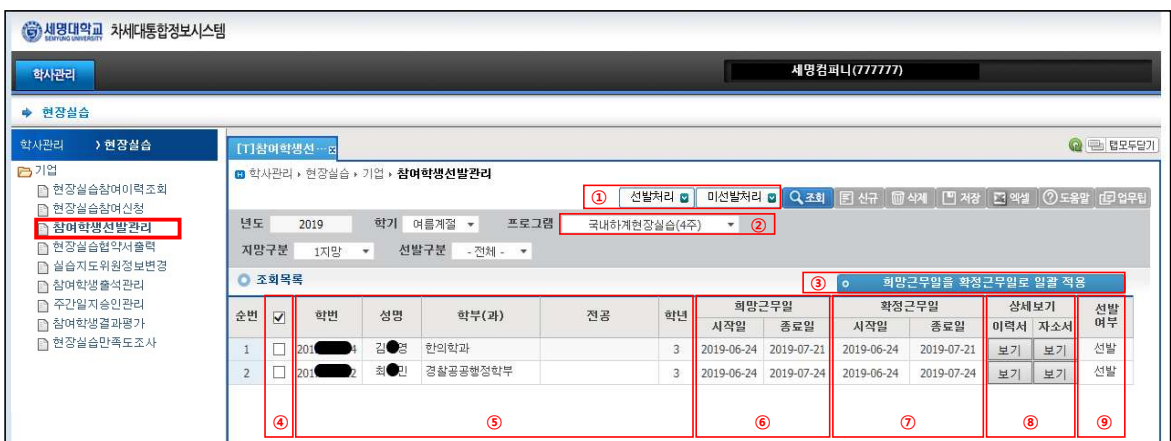 세명대학교 차세대통합정보시스템
SEMYUNG UNIVERSITY
학사관리
세명컴퍼니(777777)
현장실습
학사관리 > 현장실습
기업
현장실습참여이력조회
현장실습참여신청
참여학생선발관리
현장실습협약서출력
실습지도위원정보변경
참여학생출석관리
주간일지승인관리
참여학생결과평가
현장실습만족도조사
[T]참여학생선…
탭모두닫기
학사관리 › 현장실습 › 기업 › 참여학생선발관리
① 선발처리 미선발처리 조회 신규 삭제 저장 엑셀 도움말 업무팁
년도 2019 학기 여름계절 프로그램 국내하계현장실습(4주) ②
지망구분 1지망 선발구분 - 전체 -
조회목록
③ 희망근무일을 확정근무일로 일괄 적용
순번 학번 성명 학부(과) 전공 학년 희망근무일 확정근무일 상세보기 선발여부
시작일 종료일 시작일 종료일 이력서 자소서
1 201 4 김 영 한의학과 3 2019-06-24 2019-07-21 2019-06-24 2019-07-21 보기 보기 선발
2 201 2 최 민 경찰공공행정학부 3 2019-06-24 2019-07-24 2019-06-24 2019-07-24 보기 보기 선발
④ ⑤ ⑥ ⑦ ⑧ ⑨